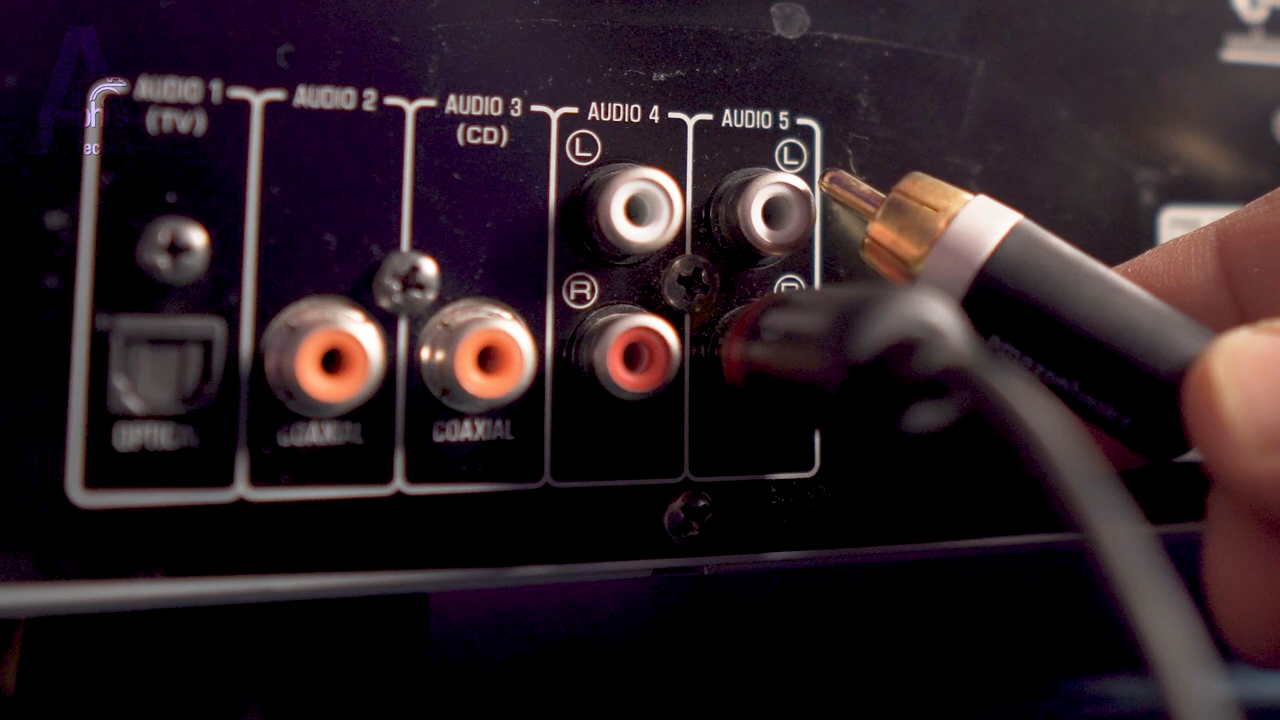 AUDIO 1
(TV)
AUDIO 2
AUDIO 3
(CD)
AUDIO 4
AUDIO 5
L
L
R
R
OPTICAL
COAXIAL
COAXIAL